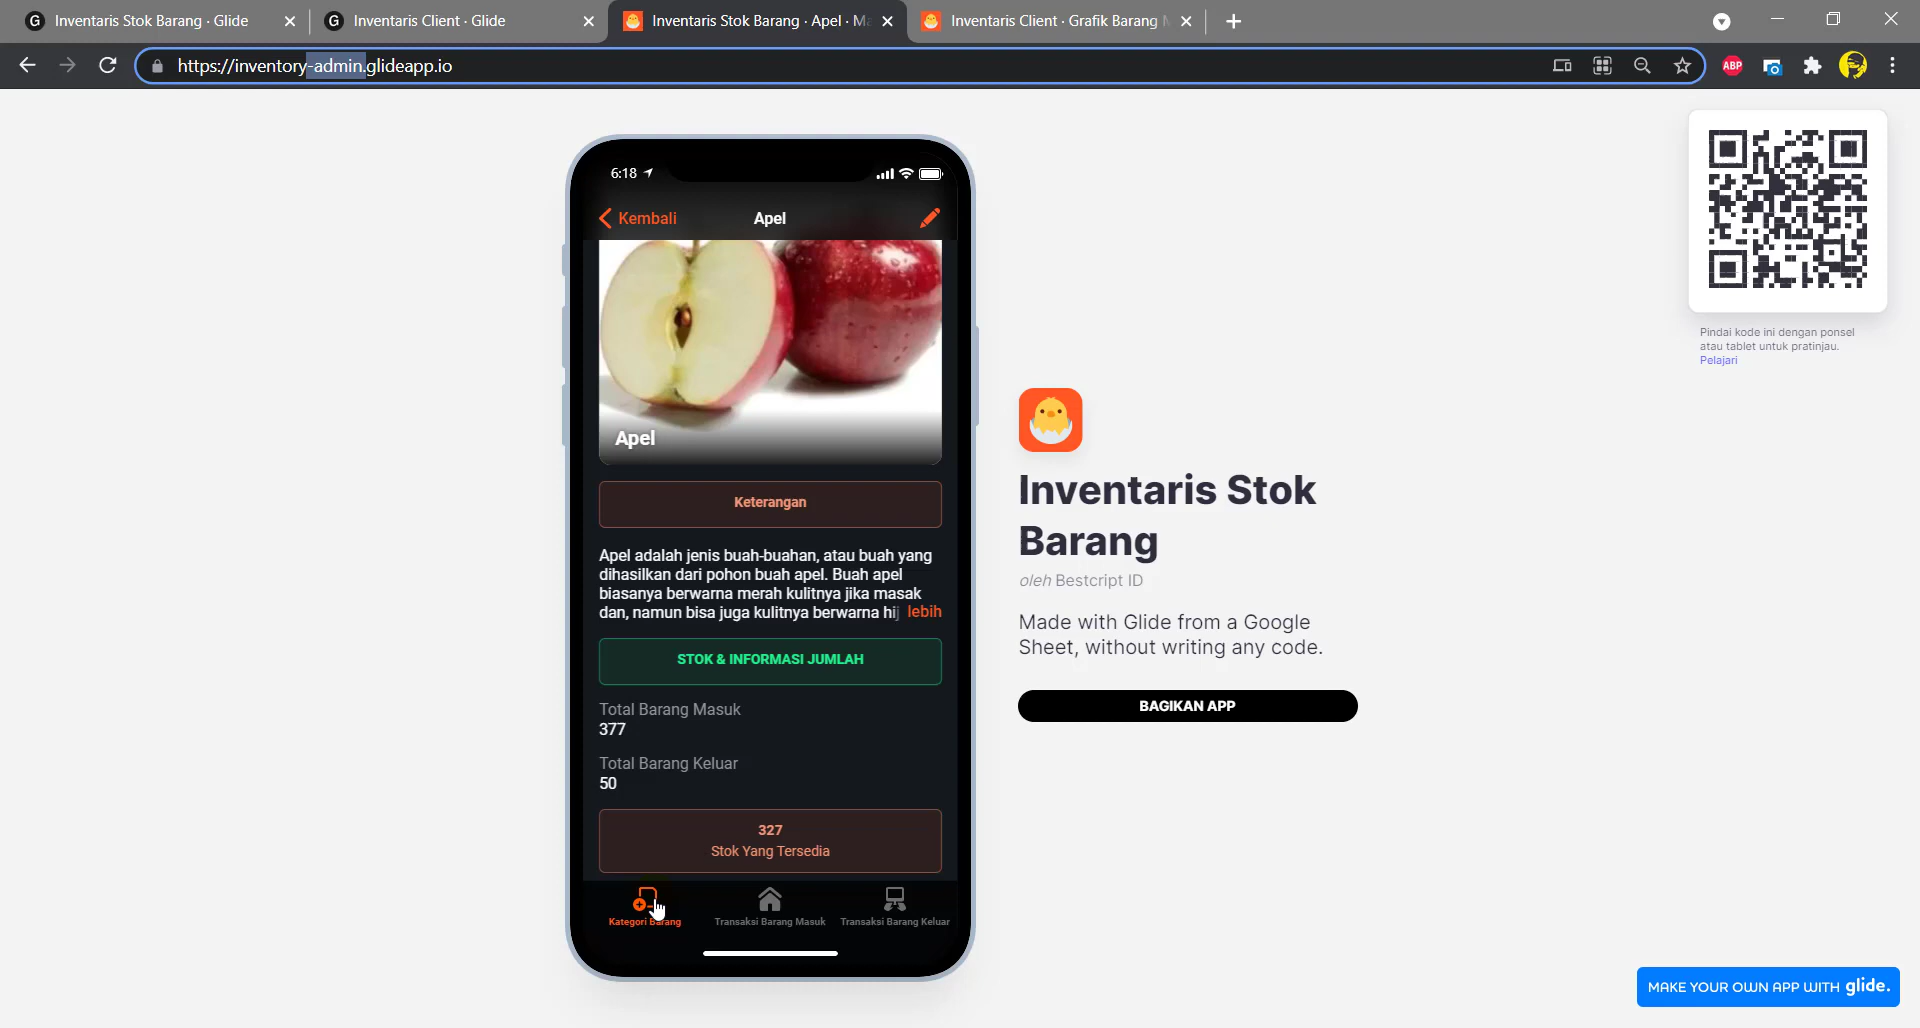 Inventaris Stok Barang · Glide
Inventaris Client · Glide
Inventaris Stok Barang · Apel · Ma
Inventaris Client · Grafik Barang M
https://inventory-admin.glideapp.io
ABP
6:18
Kembali
Apel
Apel
Keterangan
Apel adalah jenis buah-buahan, atau buah yang
dihasilkan dari pohon buah apel. Buah apel
biasanya berwarna merah kulitnya jika masak
dan, namun bisa juga kulitnya berwarna hij lebih
STOK & INFORMASI JUMLAH
Total Barang Masuk
377
Total Barang Keluar
50
327
Stok Yang Tersedia
Kategori Barang
Transaksi Barang Masuk
Transaksi Barang Keluar
Inventaris Stok
Barang
oleh Bestcript ID
Made with Glide from a Google
Sheet, without writing any code.
BAGIKAN APP
Pindai kode ini dengan ponsel
atau tablet untuk pratinjau.
Pelajari
MAKE YOUR OWN APP WITH glide.